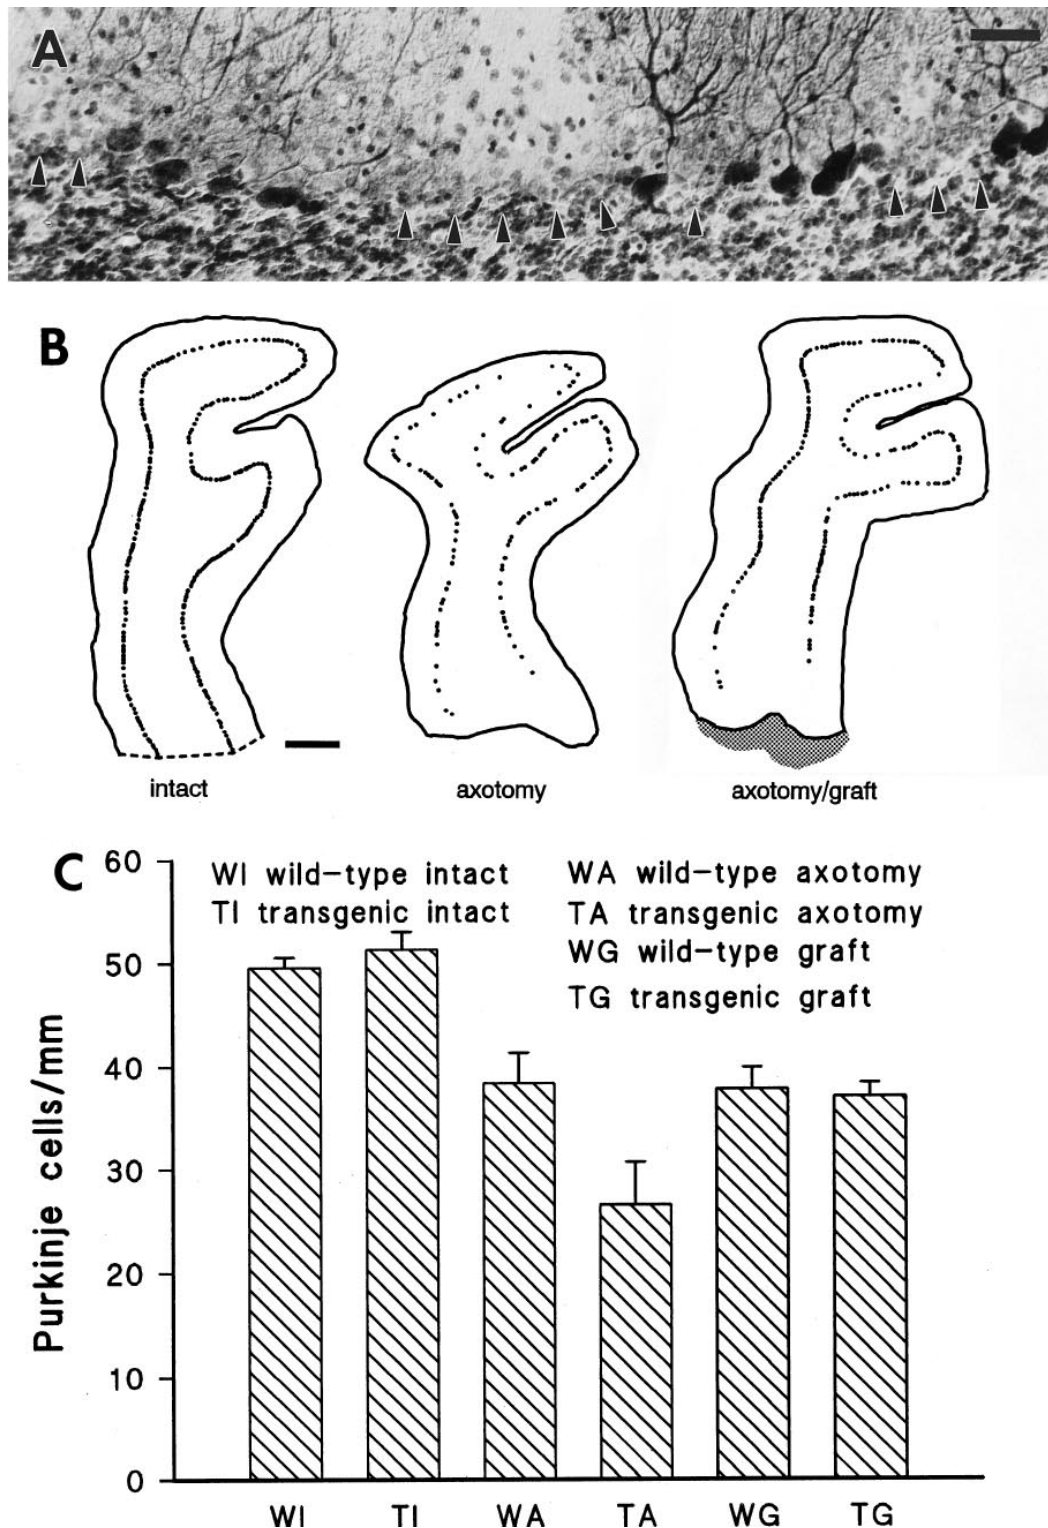 A
B
intact
axotomy
axotomy/graft
C
WI wild-type intact
TI transgenic intact
WA wild-type axotomy
TA transgenic axotomy
WG wild-type graft
TG transgenic graft
Purkinje cells/mm
60
50
40
30
20
10
0
WI TI WA TA WG TG